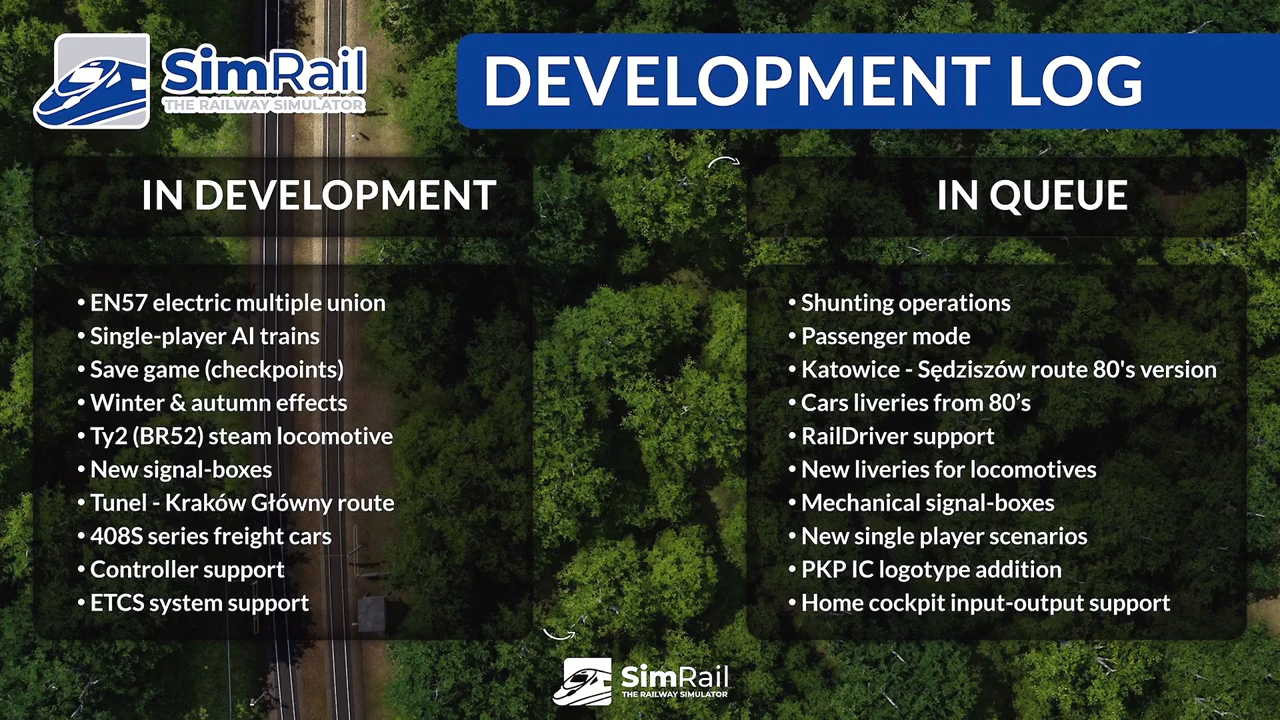 SimRail
THE RAILWAY SIMULATOR
DEVELOPMENT LOG
IN DEVELOPMENT
• EN57 electric multiple union
• Single-player AI trains
• Save game (checkpoints)
• Winter & autumn effects
• Ty2 (BR52) steam locomotive
• New signal-boxes
• Tunel - Kraków Główny route
• 408S series freight cars
• Controller support
• ETCS system support
IN QUEUE
• Shunting operations
• Passenger mode
• Katowice - Sędziszów route 80's version
• Cars liveries from 80’s
• RailDriver support
• New liveries for locomotives
• Mechanical signal-boxes
• New single player scenarios
• PKP IC logotype addition
• Home cockpit input-output support
SimRail
THE RAILWAY SIMULATOR